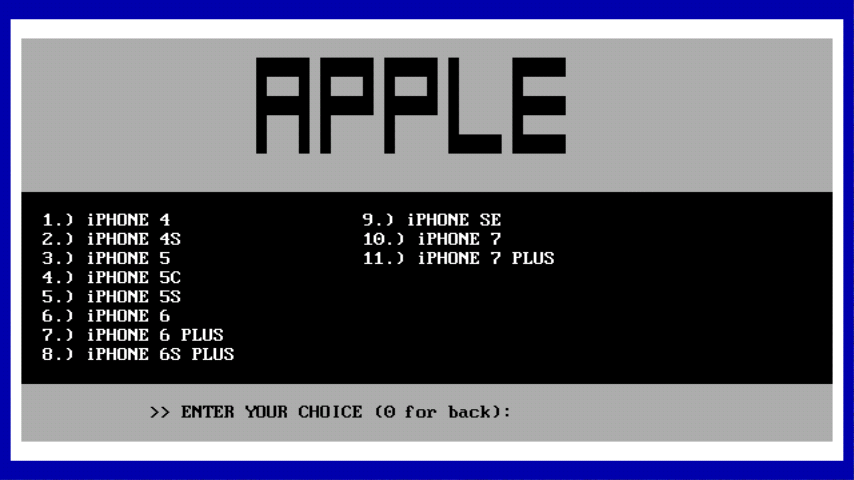 APPLE
1.) iPHONE 4
2.) iPHONE 4S
3.) iPHONE 5
4.) iPHONE 5C
5.) iPHONE 5S
6.) iPHONE 6
7.) iPHONE 6 PLUS
8.) iPHONE 6S PLUS
9.) iPHONE SE
10.) iPHONE 7
11.) iPHONE 7 PLUS
>> ENTER YOUR CHOICE (0 for back):